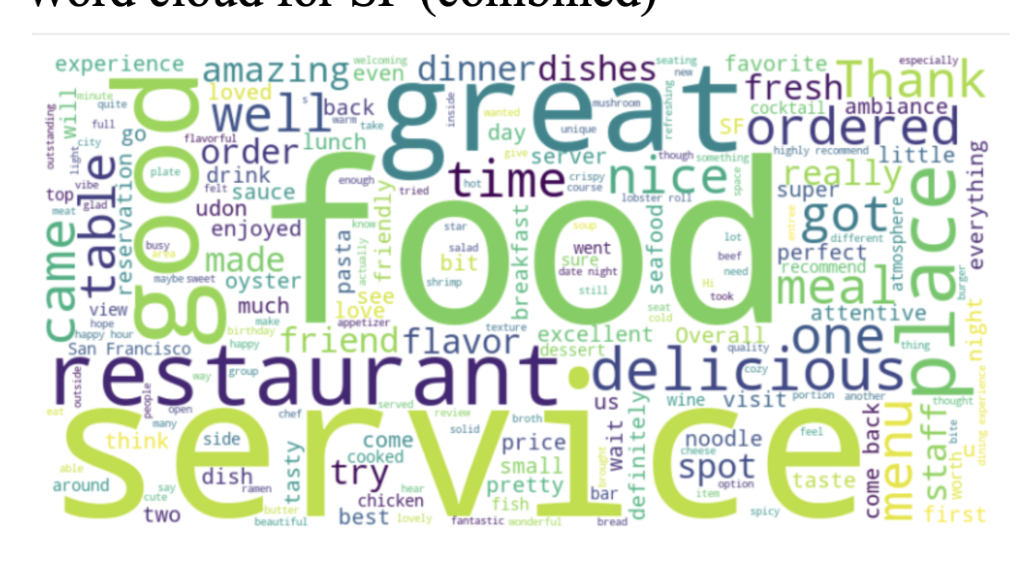 Word cloud for SF (combined)
experience
amazing
welcoming
even
dinner
dishes
seating
new
favorite
fresh
Thank
especially
minute
quite
full
city
will
outstanding
light
loved
well
back
warm
take
great
inside
wanted
mushroom
refreshing
cocktail
ambiance
SF
ordered
day
unique
go
good
flavorful
order
lunch
give
server
though
something
highly recommend
little
top
vibe
glad
meat
table
reservation
plate
felt
drink
sauce
enough
tried
hot
time
crispy
course
nice
lobster roll
space
really
super
everything
udon
enjoyed
friendly
know
food
star
salad
bit
shrimp
breakfast
soup
went
sure
date night
still
seafood
lot
beef
need
Hi
took
entree
got
different
atmosphere
place
came
busy
area
made
maybe
sweet
oyster
pasta
actually
perfect
recommend
meal
burger
view
hope
happy hour
much
make
see
love
appetizer
seat
cold
attentive
night
San Francisco
birthday
happy
friend
flavor
texture
excellent
dessert
Overall
quality
one
thing
restaurant
cozy
delicious
outside
people
way
group
us
wine
visit
portion
another
thought
dining experience
eat
many
open
chef
served
review
broth
service
think
side
come
cooked
solid
price
wait
definitely
noodle
cheese
feel
come back
menu
staff
bite
worth
able
around
say
cute
dish
ramen
tasty
try
hear
small
pretty
brought
spot
option
item
taste
two
butter
beautiful
best
chicken
lovely
fish
fantastic
wonderful
bar
bread
spicy
first